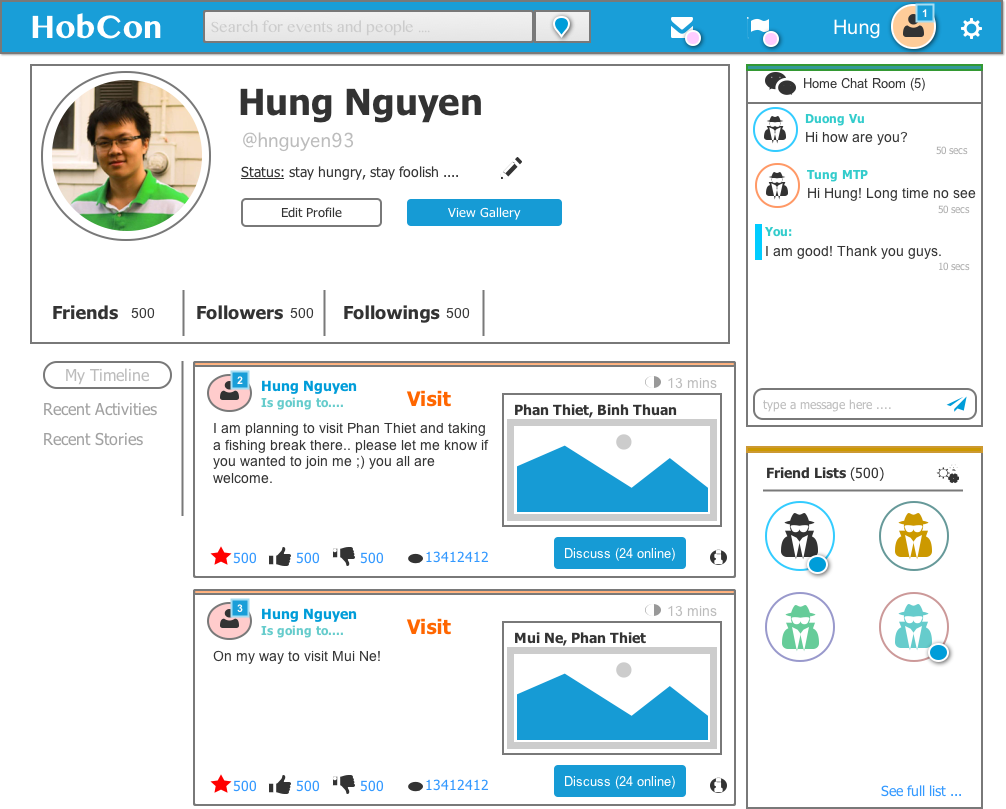 HobCon
Search for events and people ....
Hung
1
Hung Nguyen
@hnguyen93
Status: stay hungry, stay foolish ....
Edit Profile
View Gallery
Friends 500
Followers 500
Followings 500
Home Chat Room (5)
Duong Vu
Hi how are you?
50 secs
Tung MTP
Hi Hung! Long time no see
50 secs
You:
I am good! Thank you guys.
10 secs
type a message here ....
My Timeline
Recent Activities
Recent Stories
2
Hung Nguyen
Is going to....
Visit
13 mins
Phan Thiet, Binh Thuan
I am planning to visit Phan Thiet and taking
a fishing break there.. please let me know if
you wanted to join me ;) you all are
welcome.
500
500
500
13412412
Discuss (24 online)
3
Hung Nguyen
Is going to....
Visit
13 mins
Mui Ne, Phan Thiet
On my way to visit Mui Ne!
500
500
500
13412412
Discuss (24 online)
Friend Lists (500)
See full list ...